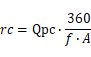 rc = Qpc · 360 / f · A